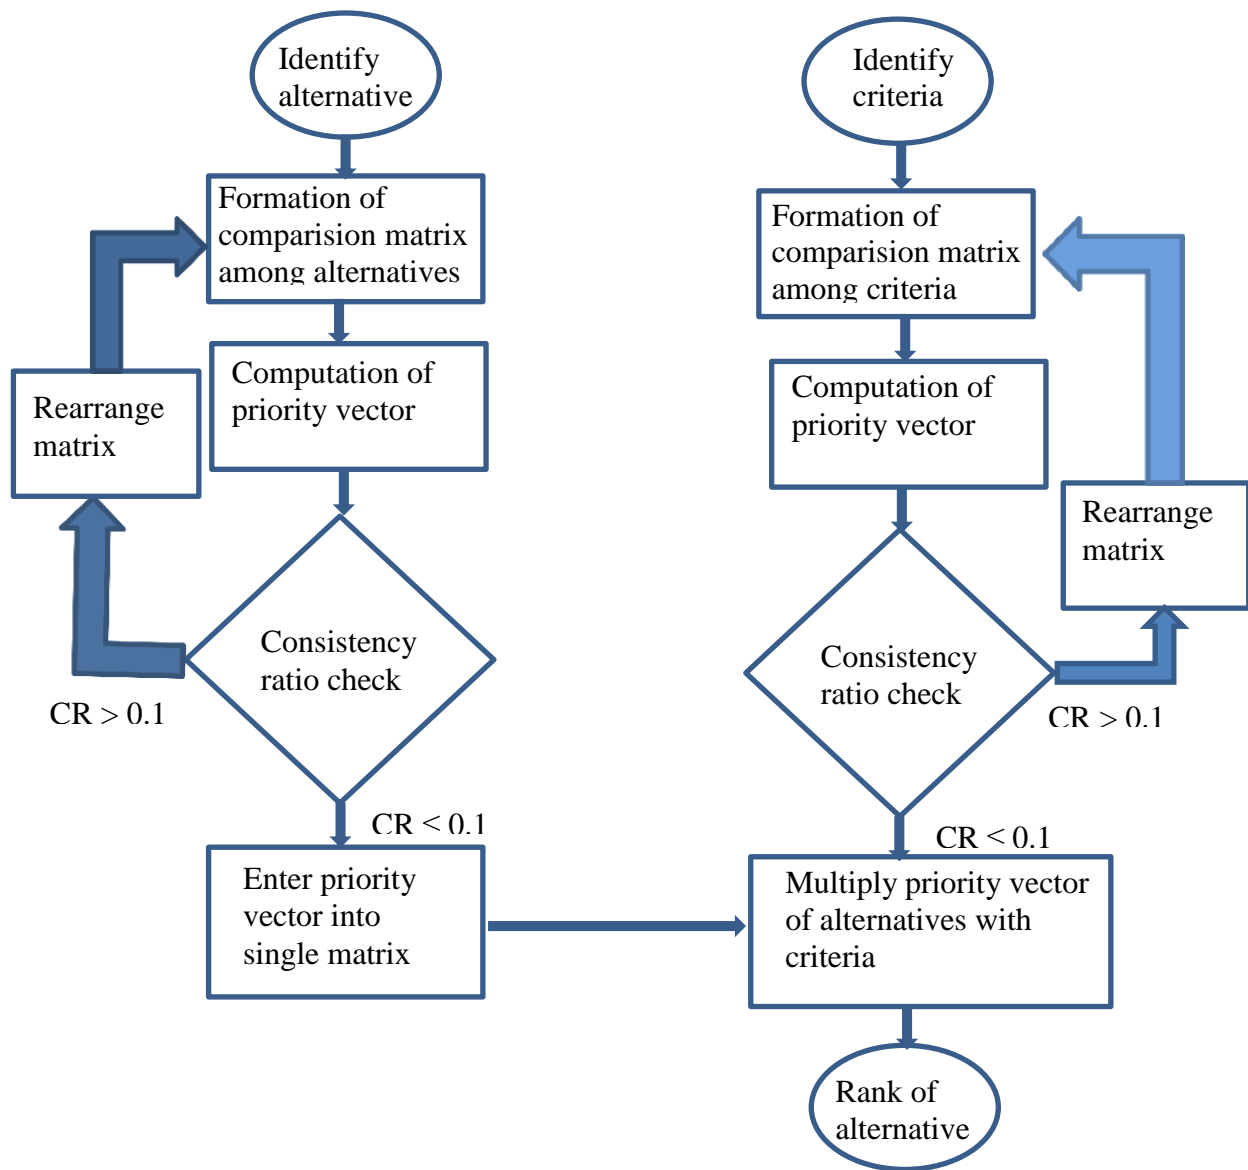 Identify
alternative
Formation of
comparision matrix
among alternatives
Computation of
priority vector
Rearrange
matrix
Consistency
ratio check
CR > 0.1
CR < 0.1
Enter priority
vector into
single matrix
Identify
criteria
Formation of
comparision matrix
among criteria
Computation of
priority vector
Rearrange
matrix
Consistency
ratio check
CR > 0.1
CR < 0.1
Multiply priority vector
of alternatives with
criteria
Rank of
alternative